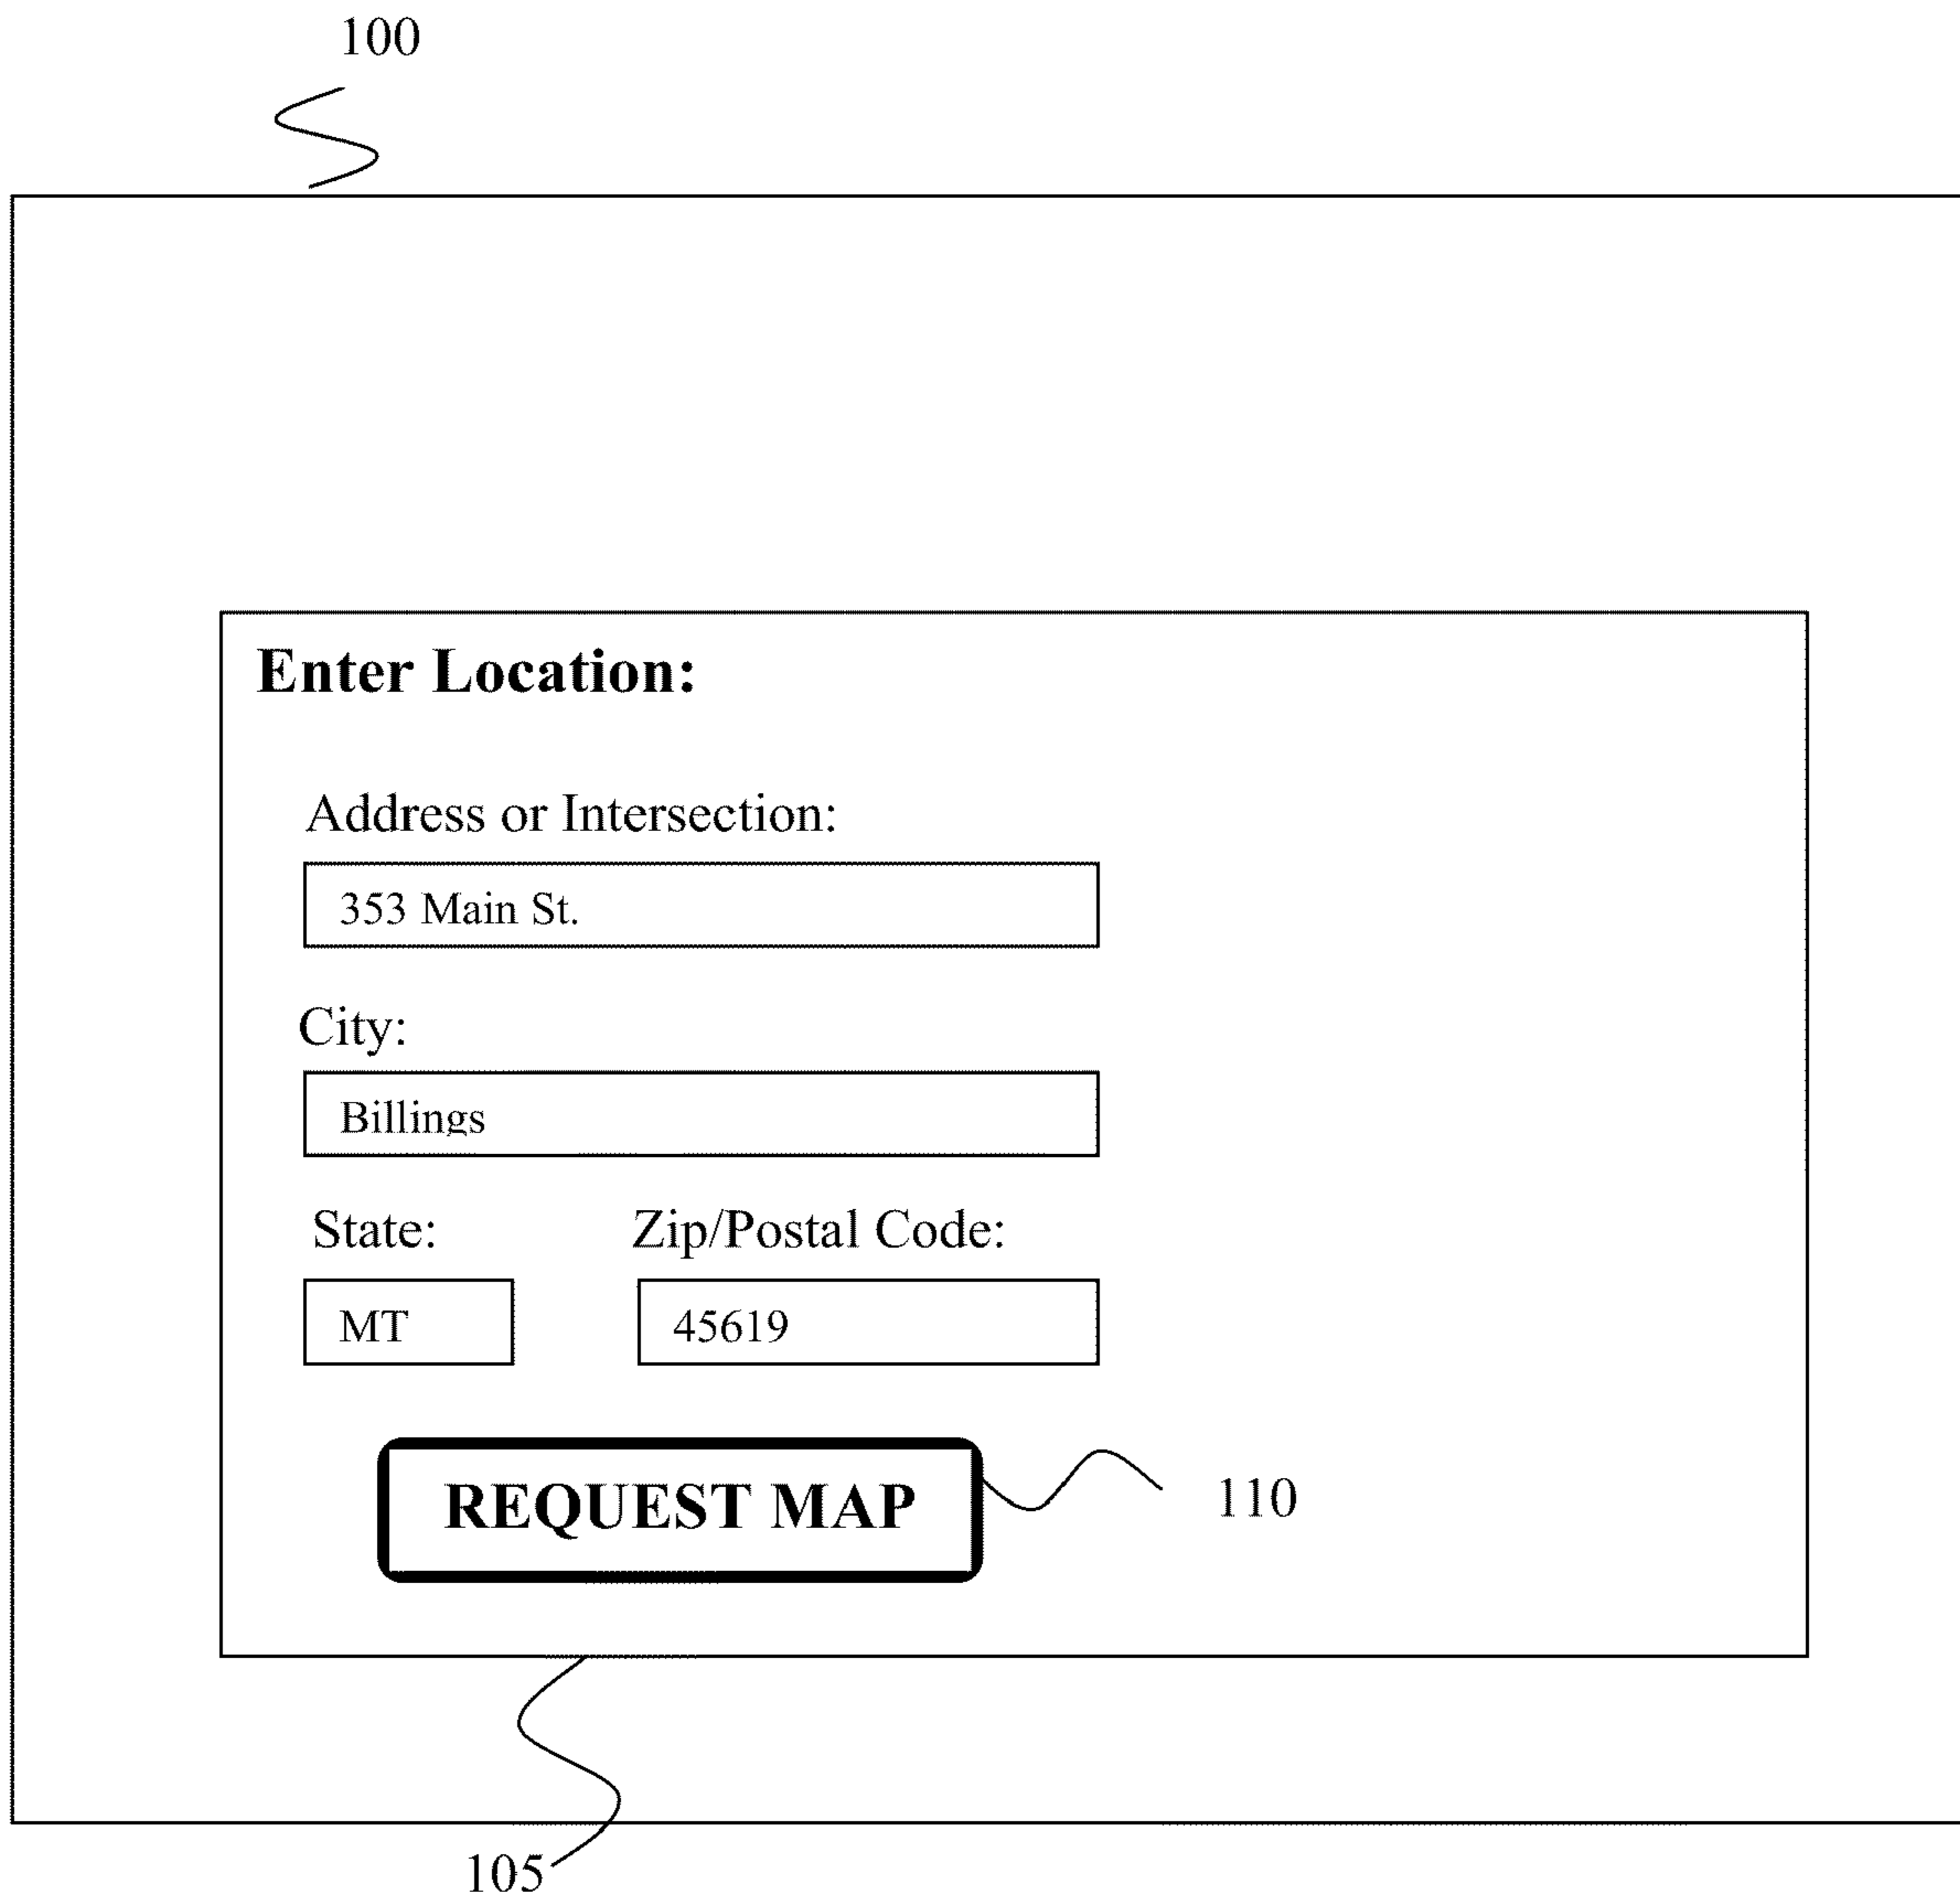 100
Enter Location:
Address or Intersection:
353 Main St.
City:
Billings
State: Zip/Postal Code:
MT 45619
REQUEST MAP 110
105